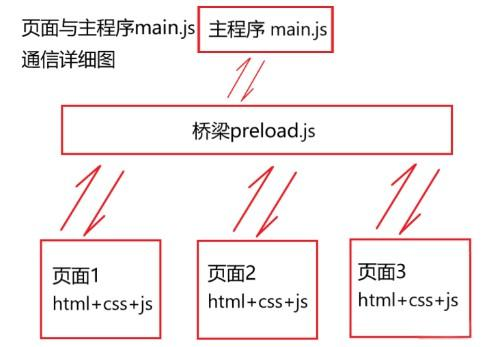 页面与主程序main.js
通信详细图
主程序 main.js
桥梁preload.js
页面1
html+css+js
页面2
html+css+js
页面3
html+css+js